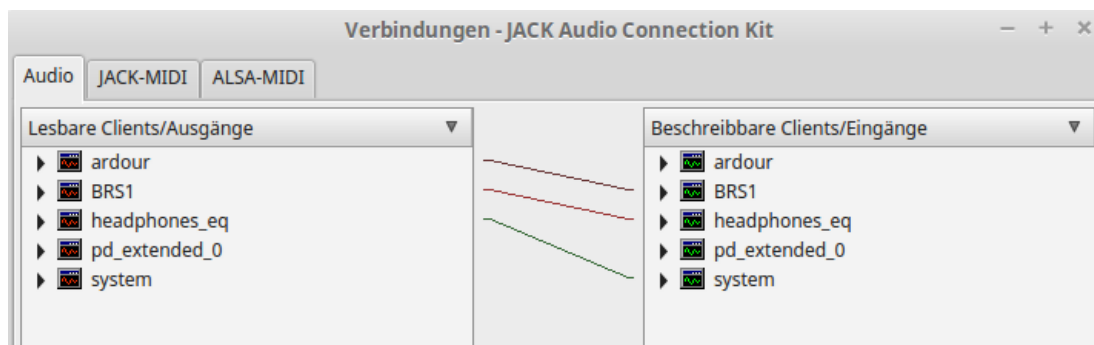 Verbindungen - JACK Audio Connection Kit
Audio JACK-MIDI ALSA-MIDI
Lesbare Clients/Ausgänge
ardour
BRS1
headphones_eq
pd_extended_0
system
Beschreibbare Clients/Eingänge
ardour
BRS1
headphones_eq
pd_extended_0
system